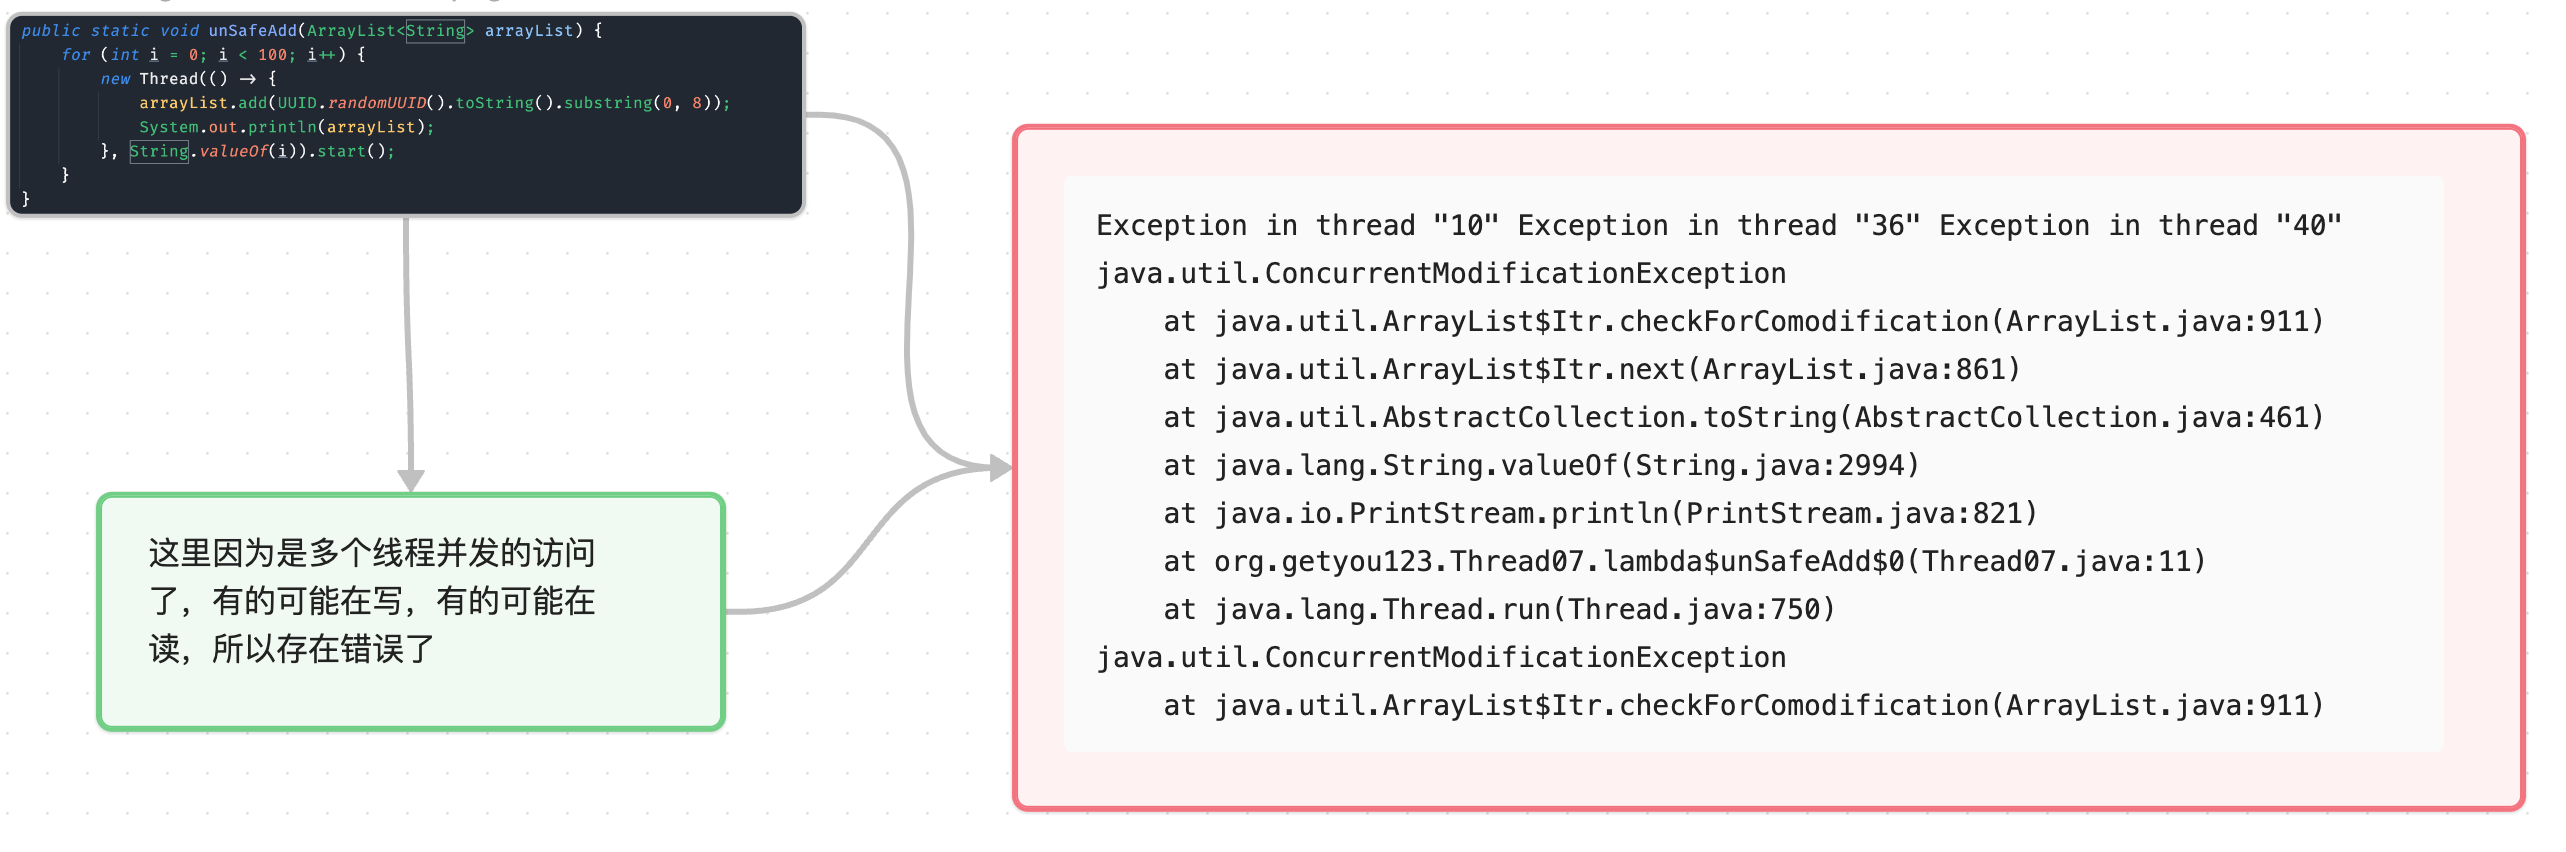 public static void unSafeAdd(ArrayList<String> arrayList) {
for (int i = 0; i < 100; i++) {
new Thread(() -> {
arrayList.add(UUID.randomUUID().toString().substring(0, 8));
System.out.println(arrayList);
}, String.valueOf(i)).start();
}
}
这里因为是多个线程并发的访问
了，有的可能在写，有的可能在
读，所以存在错误了
Exception in thread "10" Exception in thread "36" Exception in thread "40"
java.util.ConcurrentModificationException
at java.util.ArrayList$Itr.checkForComodification(ArrayList.java:911)
at java.util.ArrayList$Itr.next(ArrayList.java:861)
at java.util.AbstractCollection.toString(AbstractCollection.java:461)
at java.lang.String.valueOf(String.java:2994)
at java.io.PrintStream.println(PrintStream.java:821)
at org.getyou123.Thread07.lambda$unSafeAdd$0(Thread07.java:11)
at java.lang.Thread.run(Thread.java:750)
java.util.ConcurrentModificationException
at java.util.ArrayList$Itr.checkForComodification(ArrayList.java:911)